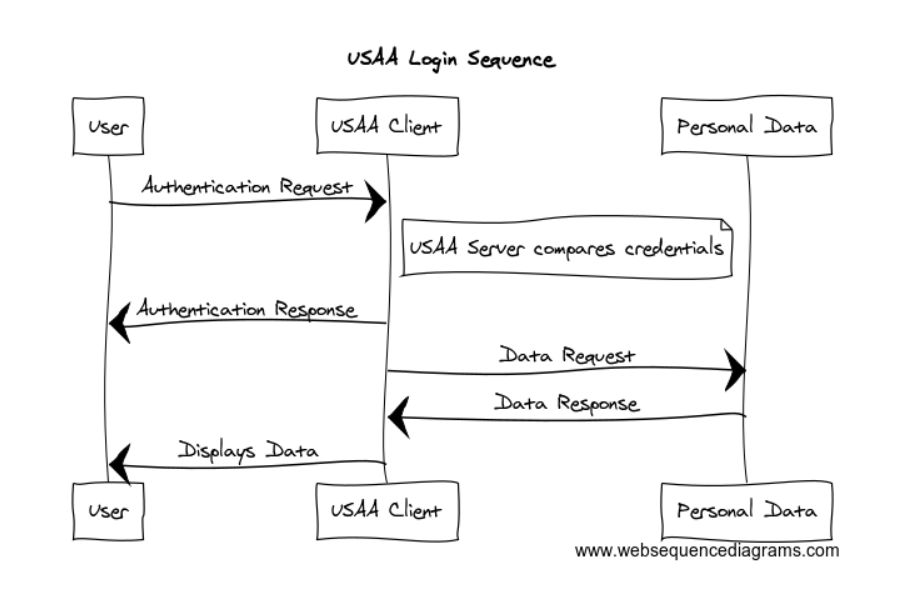 USAA Login Sequence
User
USAA Client
Personal Data
Authentication Request
USAA Server compares credentials
Authentication Response
Data Request
Data Response
Displays Data
User
USAA Client
Personal Data
www.websequencediagrams.com